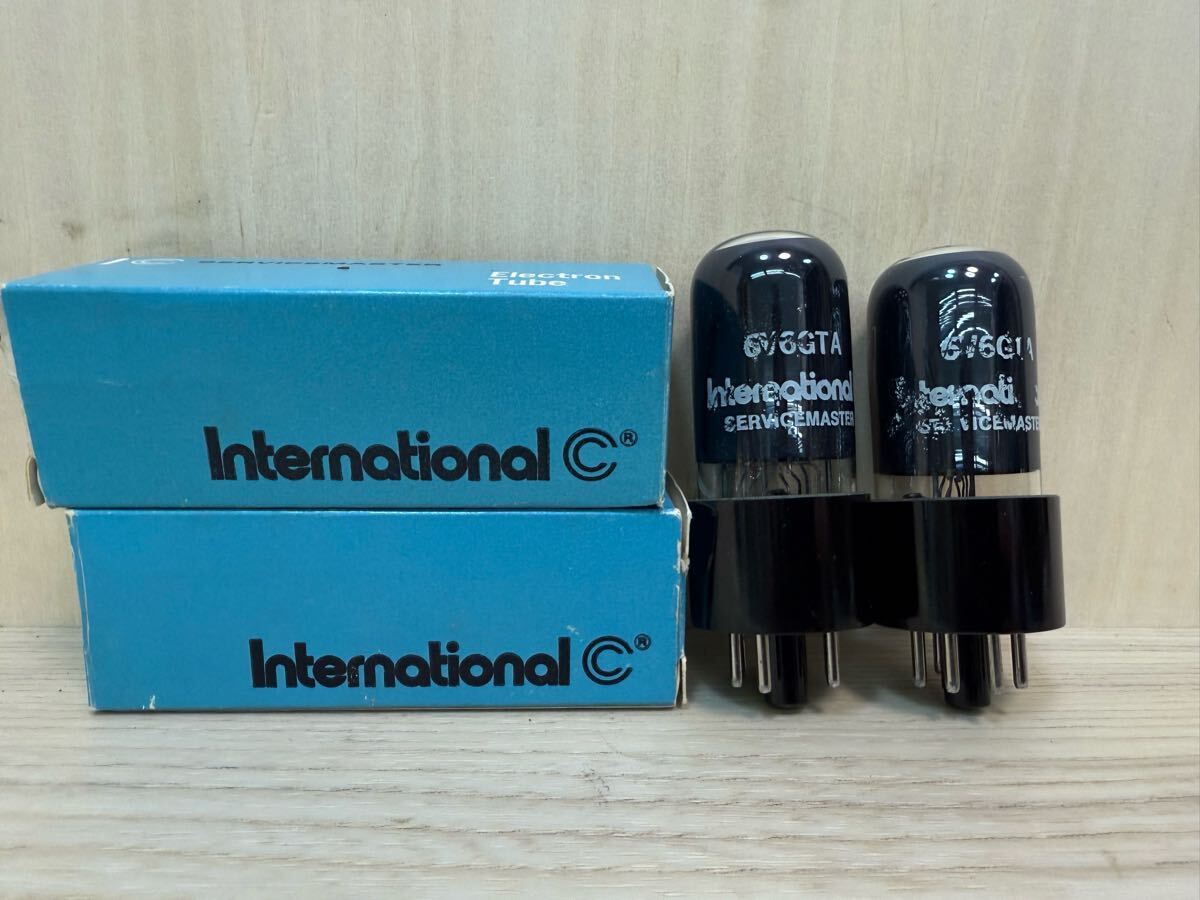 SERVICEMASTER
Electron
Tube
International C®
International C®
6V6GTA
International
SERVICEMASTER
6V6GTA